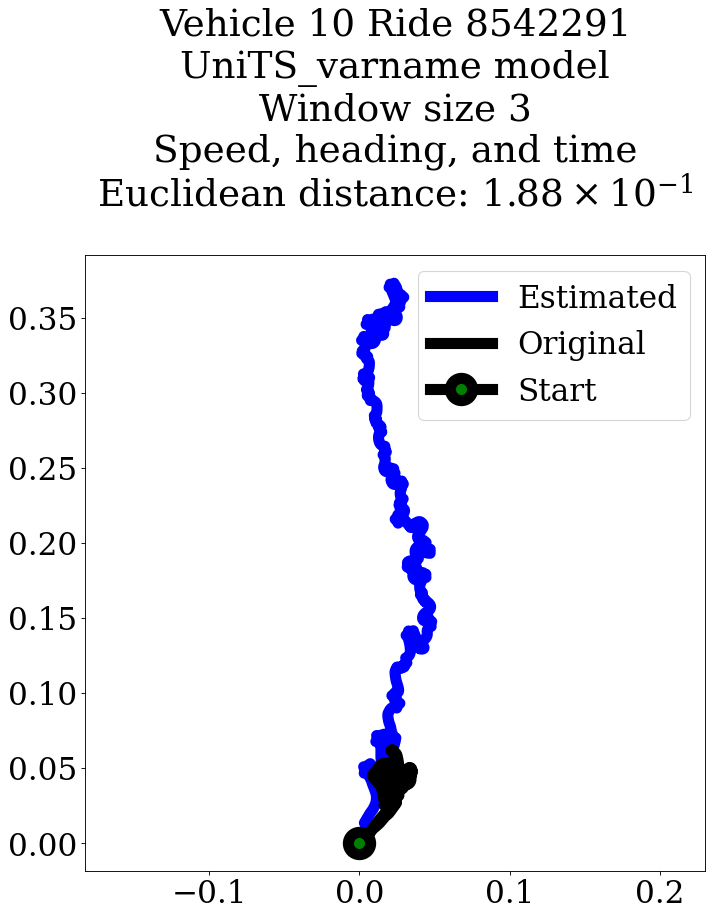 Vehicle 10 Ride 8542291
UniTS_varname model
Window size 3
Speed, heading, and time
Euclidean distance: 1.88 × 10⁻¹
Estimated
Original
Start
0.35
0.30
0.25
0.20
0.15
0.10
0.05
0.00
−0.1 0.0 0.1 0.2